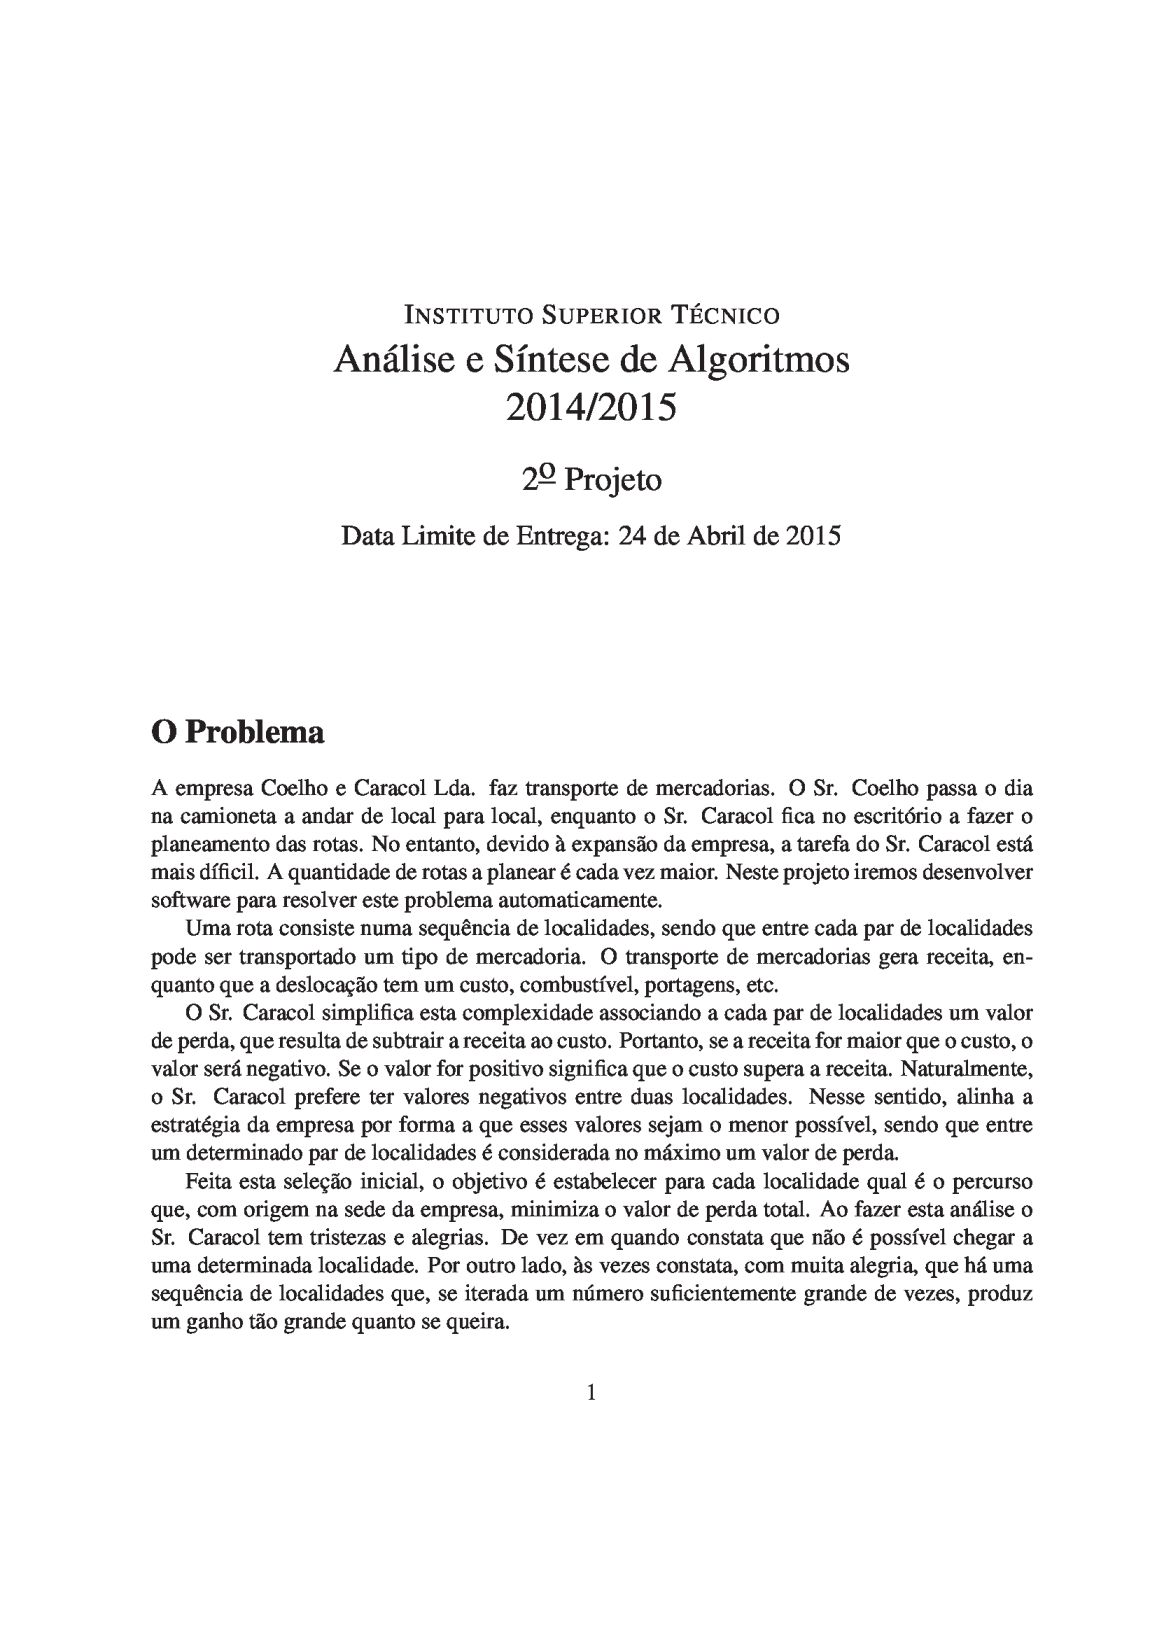 INSTITUTO SUPERIOR TÉCNICO
Análise e Síntese de Algoritmos
2014/2015
2º Projeto
Data Limite de Entrega: 24 de Abril de 2015
O Problema
A empresa Coelho e Caracol Lda. faz transporte de mercadorias. O Sr. Coelho passa o dia
na camioneta a andar de local para local, enquanto o Sr. Caracol fica no escritório a fazer o
planeamento das rotas. No entanto, devido à expansão da empresa, a tarefa do Sr. Caracol está
mais difícil. A quantidade de rotas a planear é cada vez maior. Neste projeto iremos desenvolver
software para resolver este problema automaticamente.
Uma rota consiste numa sequência de localidades, sendo que entre cada par de localidades
pode ser transportado um tipo de mercadoria. O transporte de mercadorias gera receita, en-
quanto que a deslocação tem um custo, combustível, portagens, etc.
O Sr. Caracol simplifica esta complexidade associando a cada par de localidades um valor
de perda, que resulta de subtrair a receita ao custo. Portanto, se a receita for maior que o custo, o
valor será negativo. Se o valor for positivo significa que o custo supera a receita. Naturalmente,
o Sr. Caracol prefere ter valores negativos entre duas localidades. Nesse sentido, alinha a
estratégia da empresa por forma a que esses valores sejam o menor possível, sendo que entre
um determinado par de localidades é considerada no máximo um valor de perda.
Feita esta seleção inicial, o objetivo é estabelecer para cada localidade qual é o percurso
que, com origem na sede da empresa, minimiza o valor de perda total. Ao fazer esta análise o
Sr. Caracol tem tristezas e alegrias. De vez em quando constata que não é possível chegar a
uma determinada localidade. Por outro lado, às vezes constata, com muita alegria, que há uma
sequência de localidades que, se iterada um número suficientemente grande de vezes, produz
um ganho tão grande quanto se queira.
1